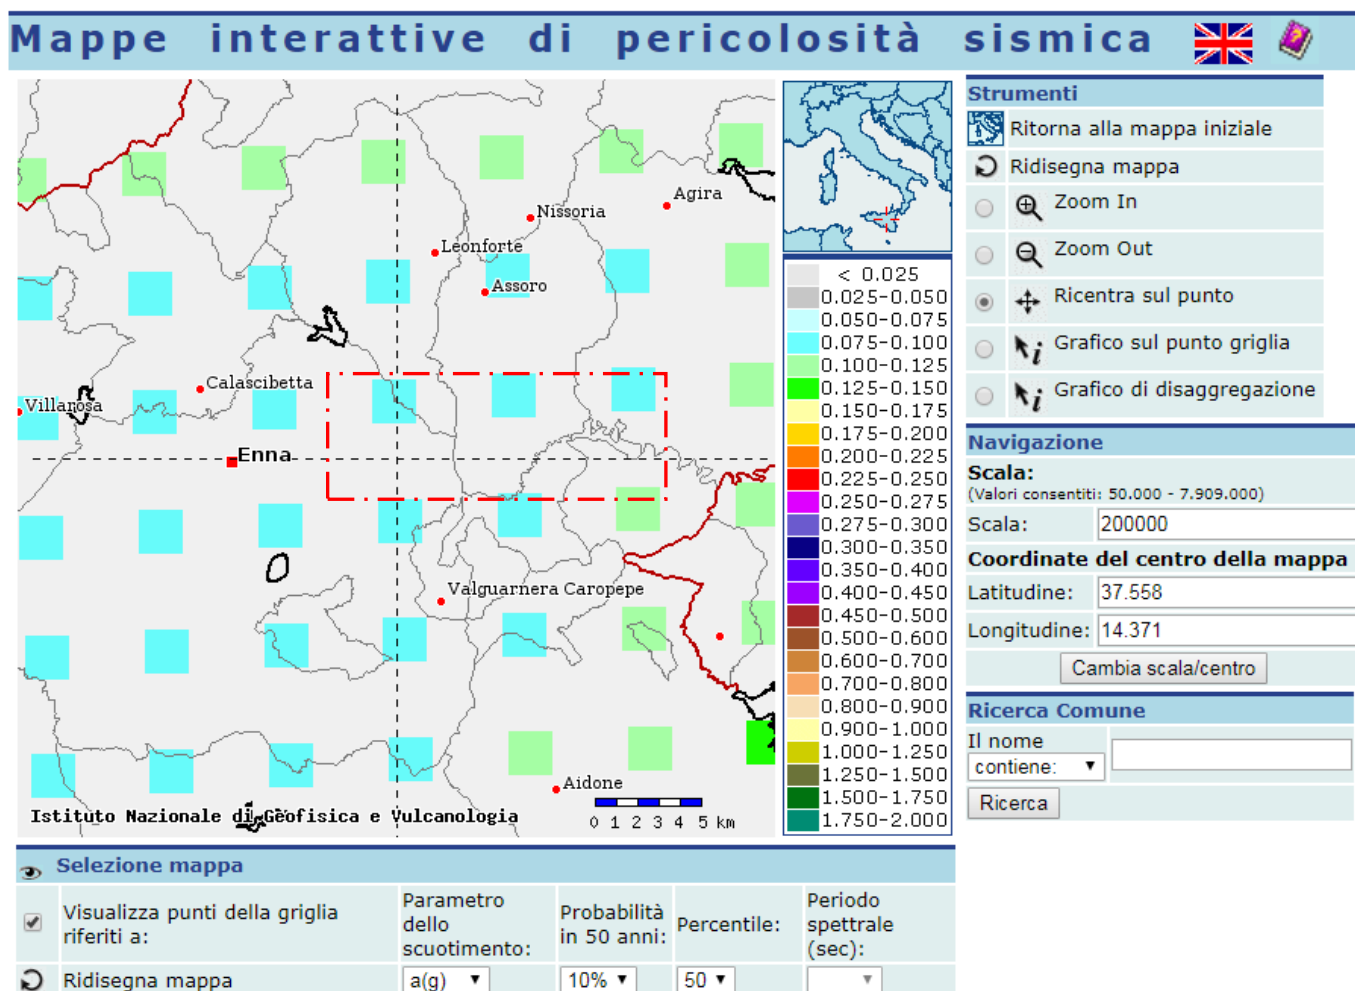 Mappe interattive di pericolosità sismica
Agira
Nissoria
Leonforte
Assoro
Calascibetta
Villarosa
Enna
Valguarnera Caropepe
Aidone
Istituto Nazionale di Geofisica e Vulcanologia
0 1 2 3 4 5 km
< 0.025
0.025-0.050
0.050-0.075
0.075-0.100
0.100-0.125
0.125-0.150
0.150-0.175
0.175-0.200
0.200-0.225
0.225-0.250
0.250-0.275
0.275-0.300
0.300-0.350
0.350-0.400
0.400-0.450
0.450-0.500
0.500-0.600
0.600-0.700
0.700-0.800
0.800-0.900
0.900-1.000
1.000-1.250
1.250-1.500
1.500-1.750
1.750-2.000
Strumenti
Ritorna alla mappa iniziale
Ridisegna mappa
Zoom In
Zoom Out
Ricentra sul punto
Grafico sul punto griglia
Grafico di disaggregazione
Navigazione
Scala:
(Valori consentiti: 50.000 - 7.909.000)
Scala: 200000
Coordinate del centro della mappa
Latitudine: 37.558
Longitudine: 14.371
Cambia scala/centro
Ricerca Comune
Il nome
contiene:
Ricerca
Selezione mappa
Visualizza punti della griglia
riferiti a:
Parametro
dello
scuotimento:
Probabilità
in 50 anni:
Percentile:
Periodo
spettrale
(sec):
Ridisegna mappa
a(g)
10%
50